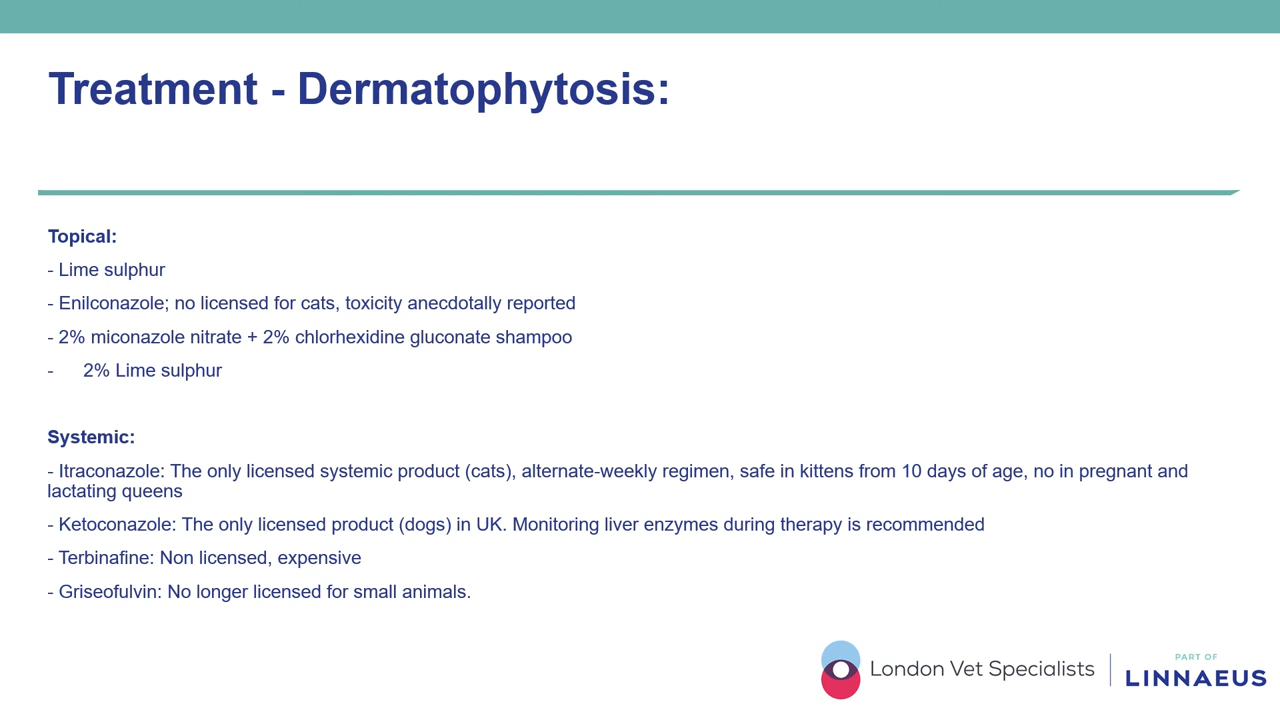 Treatment - Dermatophytosis:
Topical:
- Lime sulphur
- Enilconazole; no licensed for cats, toxicity anecdotally reported
- 2% miconazole nitrate + 2% chlorhexidine gluconate shampoo
- 2% Lime sulphur
Systemic:
- Itraconazole: The only licensed systemic product (cats), alternate-weekly regimen, safe in kittens from 10 days of age, no in pregnant and
lactating queens
- Ketoconazole: The only licensed product (dogs) in UK. Monitoring liver enzymes during therapy is recommended
- Terbinafine: Non licensed, expensive
- Griseofulvin: No longer licensed for small animals.
London Vet Specialists
PART OF
LINNAEUS